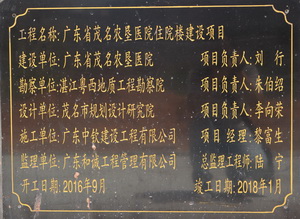 工程名称:广东省茂名农垦医院住院楼建设项目
建设单位:广东省茂名农垦医院 项目负责人:刘 行
勘察单位:湛江粤西地质工程勘察院 项目负责人:朱伯绍
设计单位:茂名市规划设计研究院 项目负责人:李向荣
施工单位:广东中钦建设工程有限公司 项目 经理:黎富生
监理单位:广东和诚工程管理有限公司 总监理工程师:陆 宁
开工日期:2016年9月 竣工日期:2018年1月